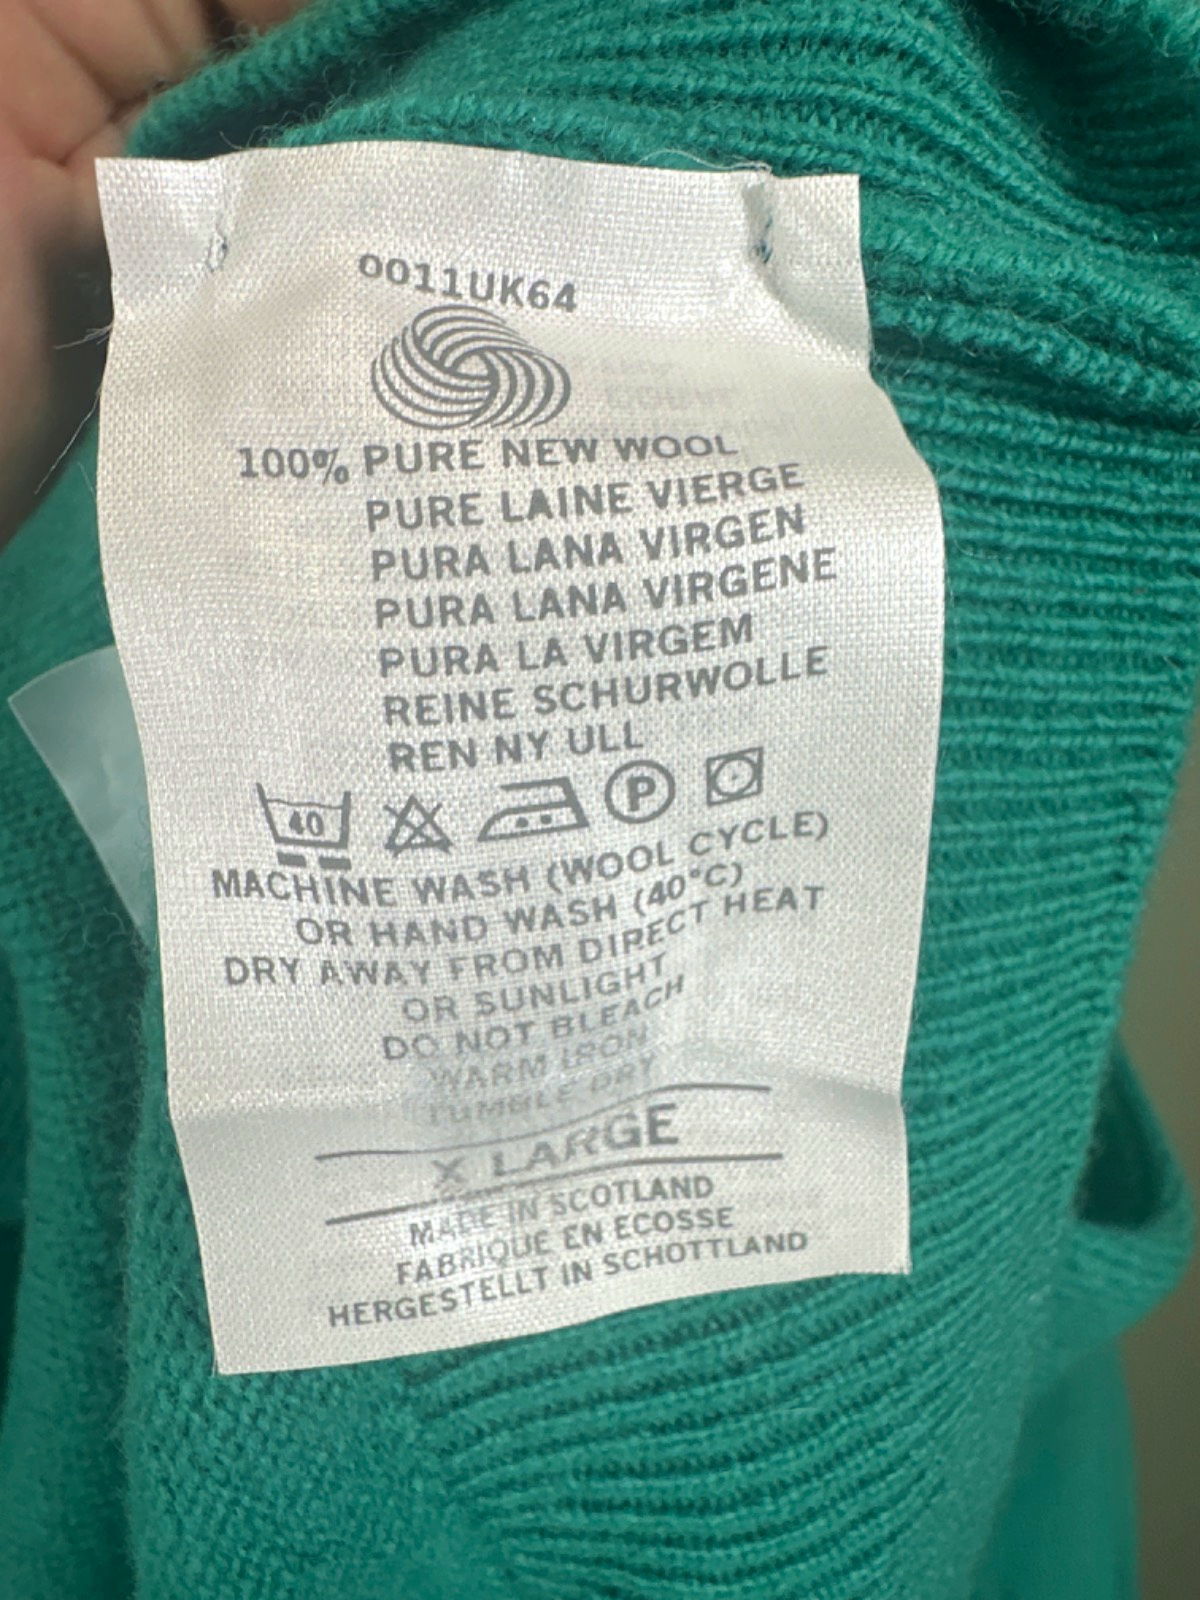 0011UK64
100% PURE NEW WOOL
PURE LAINE VIERGE
PURA LANA VIRGEN
PURA LANA VIRGENE
PURA LA VIRGEM
REINE SCHURWOLLE
REN NY ULL
40 P
MACHINE WASH (WOOL CYCLE)
OR HAND WASH (40°C)
DRY AWAY FROM DIRECT HEAT
OR SUNLIGHT
DO NOT BLEACH
WARM IRON
TUMBLE DRY
X LARGE
MADE IN SCOTLAND
FABRIQUE EN ECOSSE
HERGESTELLT IN SCHOTTLAND